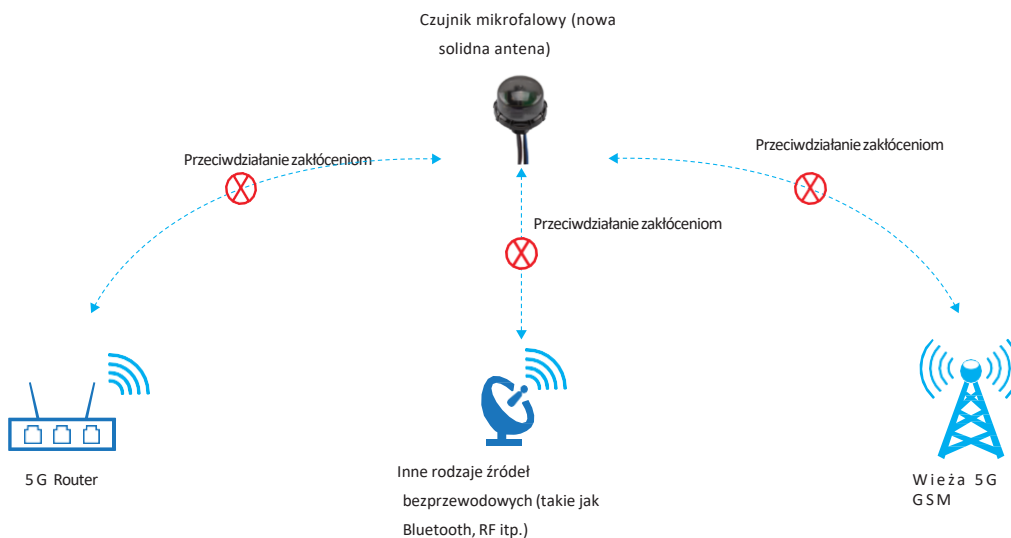 Czujnik mikrofalowy (nowa
solidna antena)
Przeciwdziałanie zakłóceniom
Przeciwdziałanie zakłóceniom
Przeciwdziałanie zakłóceniom
5G Router
Inne rodzaje źródeł
bezprzewodowych (takie jak
Bluetooth, RF itp.)
Wieża 5G
GSM